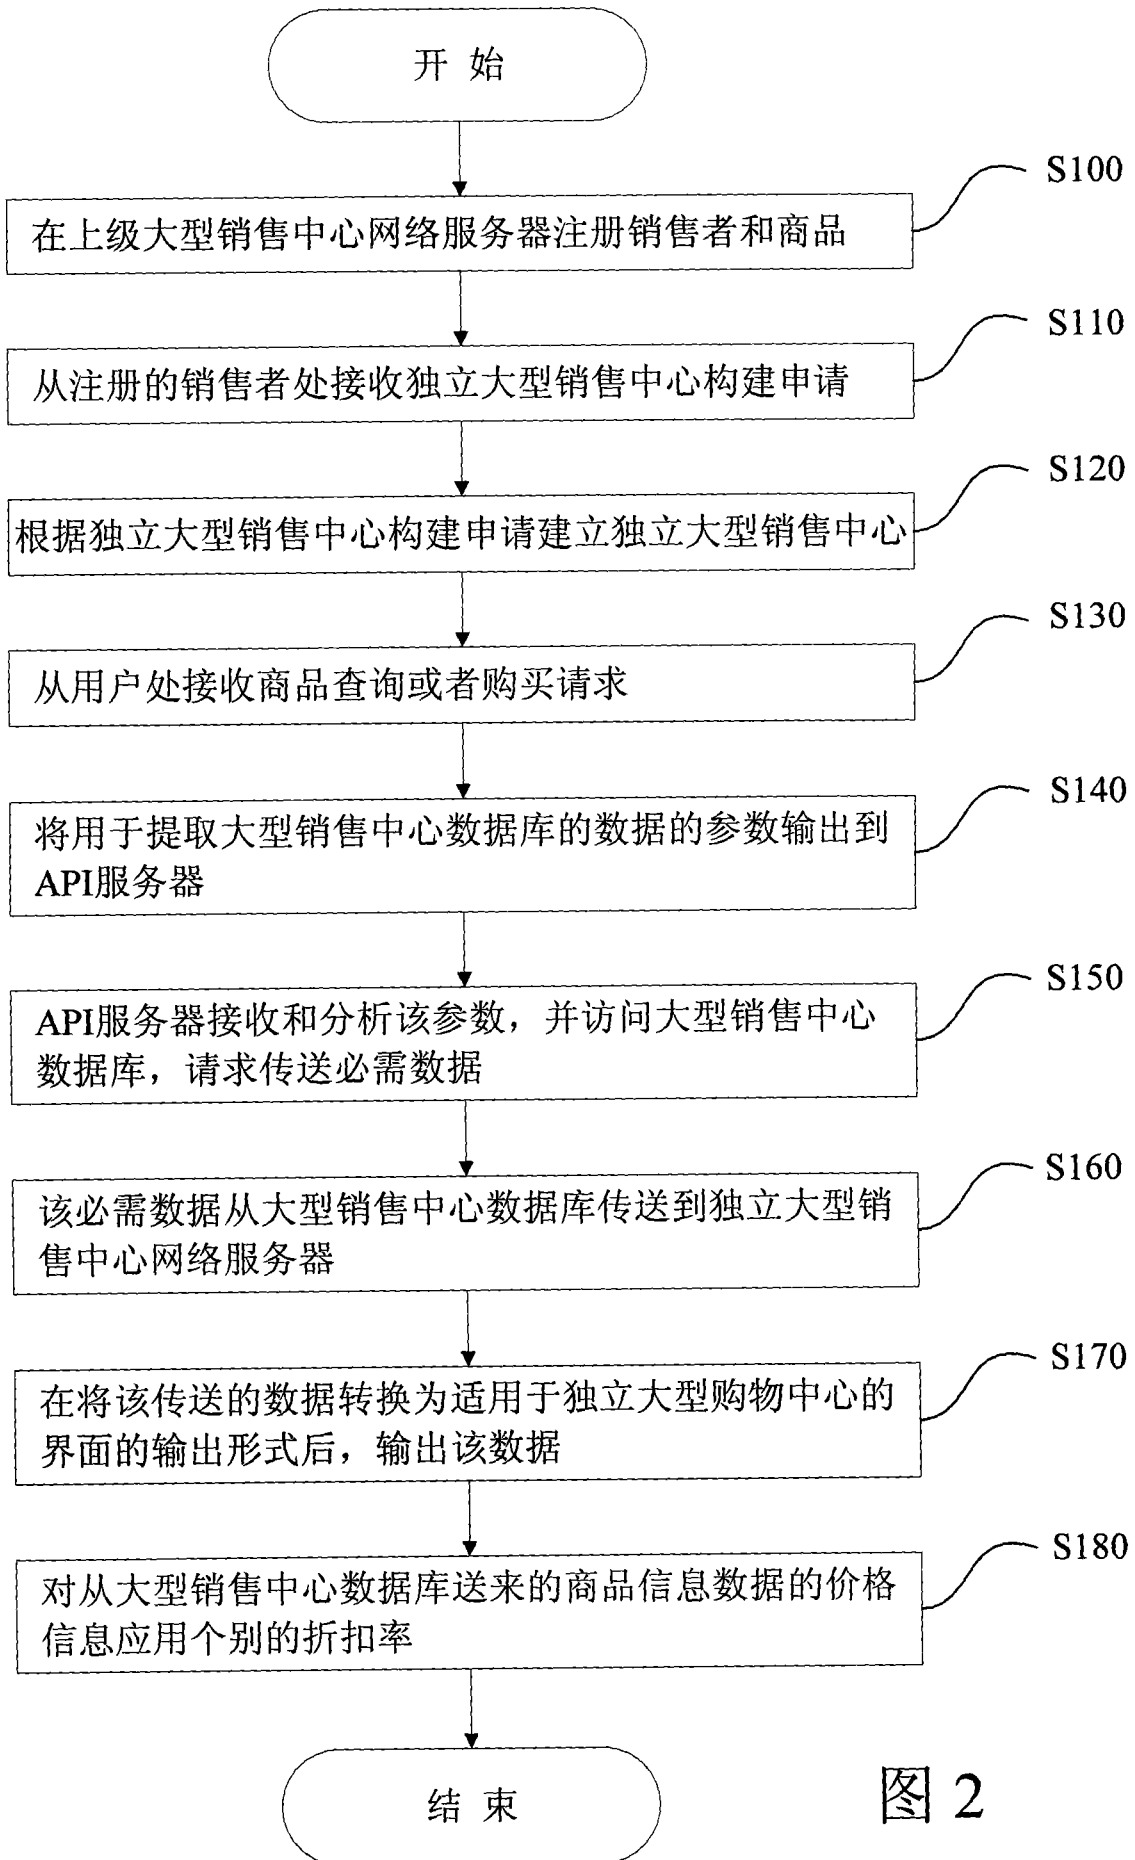 开 始
S100
在上级大型销售中心网络服务器注册销售者和商品
S110
从注册的销售者处接收独立大型销售中心构建申请
S120
根据独立大型销售中心构建申请建立独立大型销售中心
S130
从用户处接收商品查询或者购买请求
S140
将用于提取大型销售中心数据库的数据的参数输出到
API服务器
S150
API服务器接收和分析该参数，并访问大型销售中心
数据库，请求传送必需数据
S160
该必需数据从大型销售中心数据库传送到独立大型销
售中心网络服务器
S170
在将该传送的数据转换为适用于独立大型购物中心的
界面的输出形式后，输出该数据
S180
对从大型销售中心数据库送来的商品信息数据的价格
信息应用个别的折扣率
结 束
图 2